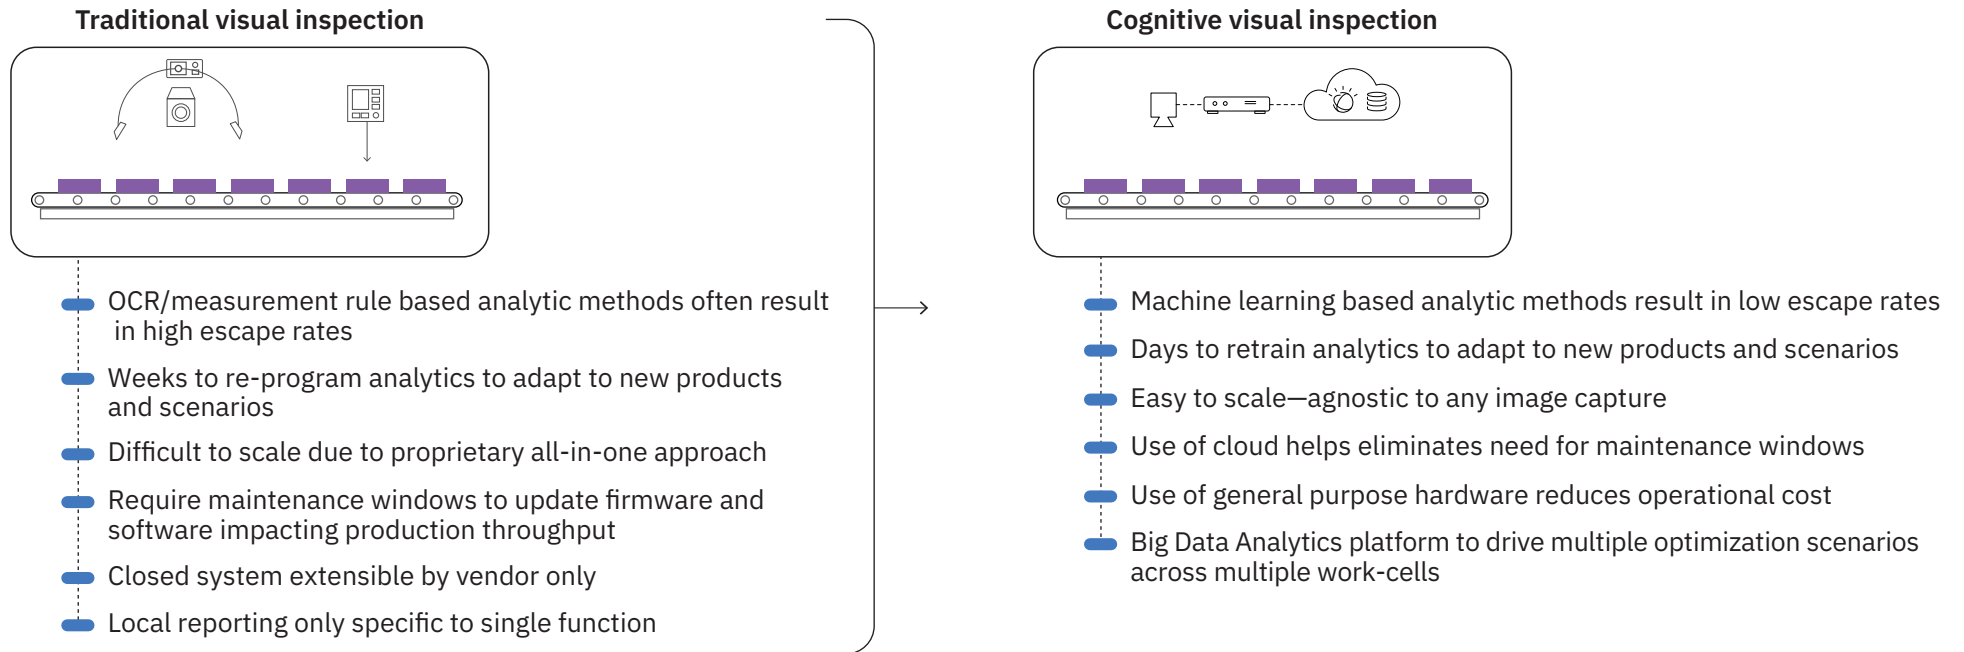 Traditional visual inspection
OCR/measurement rule based analytic methods often result
in high escape rates
Weeks to re-program analytics to adapt to new products
and scenarios
Difficult to scale due to proprietary all-in-one approach
Require maintenance windows to update firmware and
software impacting production throughput
Closed system extensible by vendor only
Local reporting only specific to single function
Cognitive visual inspection
Machine learning based analytic methods result in low escape rates
Days to retrain analytics to adapt to new products and scenarios
Easy to scale—agnostic to any image capture
Use of cloud helps eliminates need for maintenance windows
Use of general purpose hardware reduces operational cost
Big Data Analytics platform to drive multiple optimization scenarios
across multiple work-cells